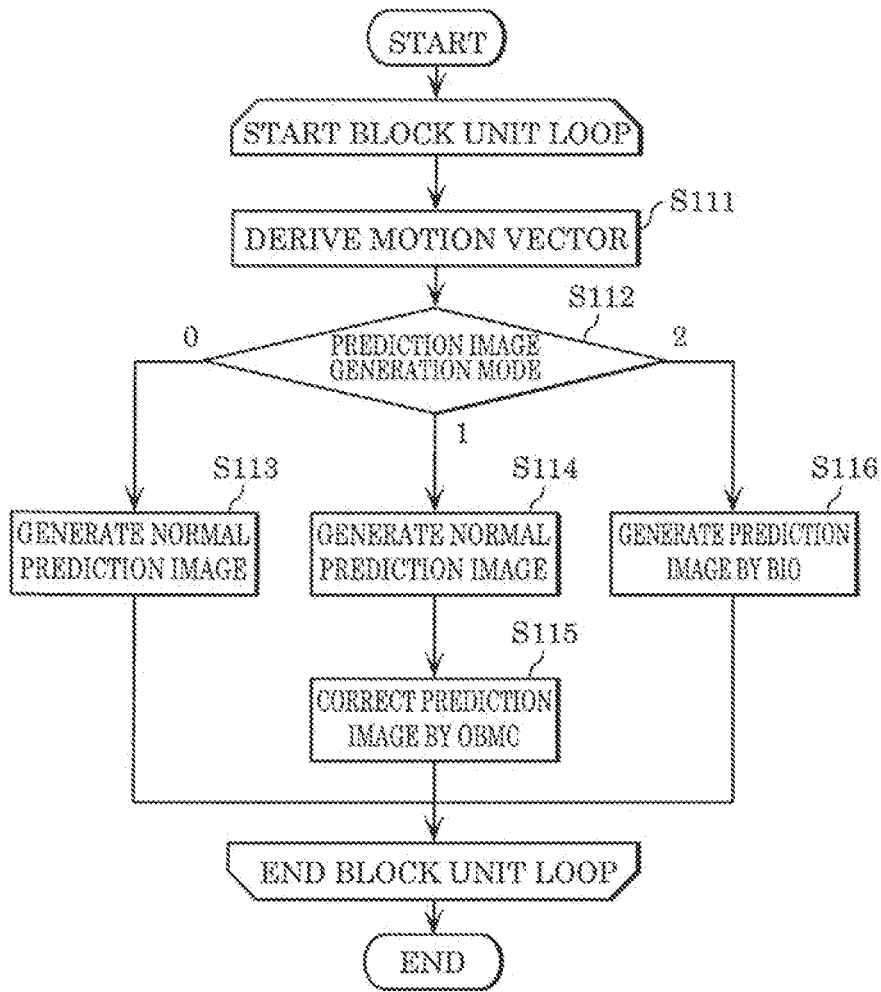 START
START BLOCK UNIT LOOP
S111
DERIVE MOTION VECTOR
S112
0
PREDICTION IMAGE
GENERATION MODE
2
1
S113
GENERATE NORMAL
PREDICTION IMAGE
S114
GENERATE NORMAL
PREDICTION IMAGE
S116
GENERATE PREDICTION
IMAGE BY BIO
S115
CORRECT PREDICTION
IMAGE BY OBMC
END BLOCK UNIT LOOP
END